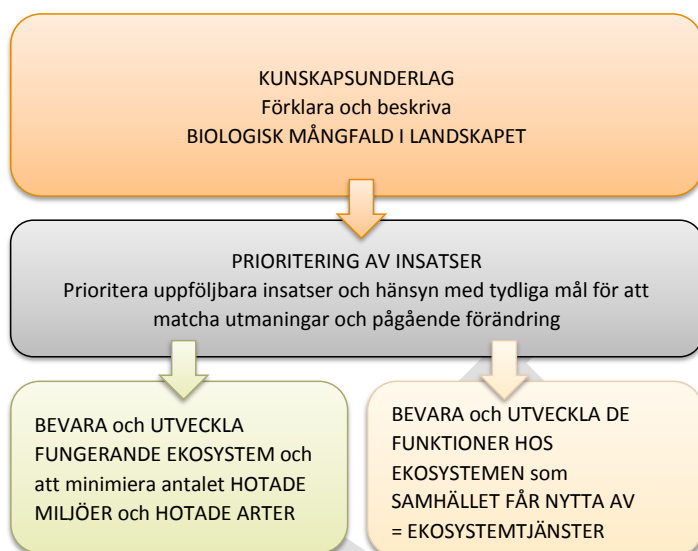 KUNSKAPSUNDERLAG
Förklara och beskriva
BIOLOGISK MÅNGFALD I LANDSKAPET
PRIORITERING AV INSATSER
Prioritera uppföljbara insatser och hänsyn med tydliga mål för att
matcha utmaningar och pågående förändring
BEVARA och UTVECKLA
FUNGERANDE EKOSYSTEM och
att minimiera antalet HOTADE
MILJÖER och HOTADE ARTER
BEVARA och UTVECKLA DE
FUNKTIONER HOS
EKOSYSTEMEN som
SAMHÄLLET FÅR NYTTA AV
= EKOSYSTEMTJÄNSTER